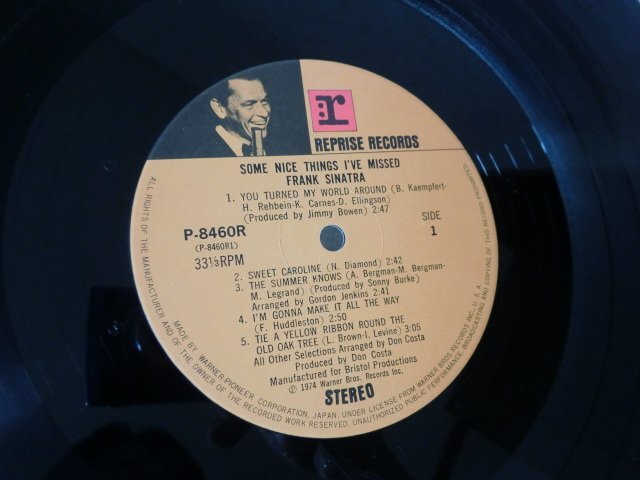 r
REPRISE RECORDS
SOME NICE THINGS I'VE MISSED
FRANK SINATRA
1. YOU TURNED MY WORLD AROUND (B. Kaempfert-
H. Rehbein-K. Carnes-D. Ellingson)
(Produced by Jimmy Bowen) 2:47
P-8460R
(P-8460R1)
33⅓RPM
SIDE
1
2. SWEET CAROLINE (N. Diamond) 2:42
3. THE SUMMER KNOWS (A. Bergman-M. Bergman-
M. Legrand) (Produced by Sonny Burke)
Arranged by Gordon Jenkins 2:41
4. I'M GONNA MAKE IT ALL THE WAY
(F. Huddleston) 2:50
5. TIE A YELLOW RIBBON ROUND THE
OLD OAK TREE (L. Brown-I. Levine) 3:05
All Other Selections Arranged by Don Costa
Produced by Don Costa
Manufactured for Bristol Productions
℗ 1974 Warner Bros. Records Inc.
STEREO
ALL RIGHTS OF THE MANUFACTURER AND OF THE OWNER OF THE RECORDED WORK RESERVED. UNAUTHORIZED PUBLIC PERFORMANCE, BROADCASTING AND COPYING OF THIS RECORD PROHIBITED.
MADE BY WARNER-PIONEER CORPORATION, JAPAN, UNDER LICENSE FROM WARNER BROS. RECORDS INC., U.S.A.